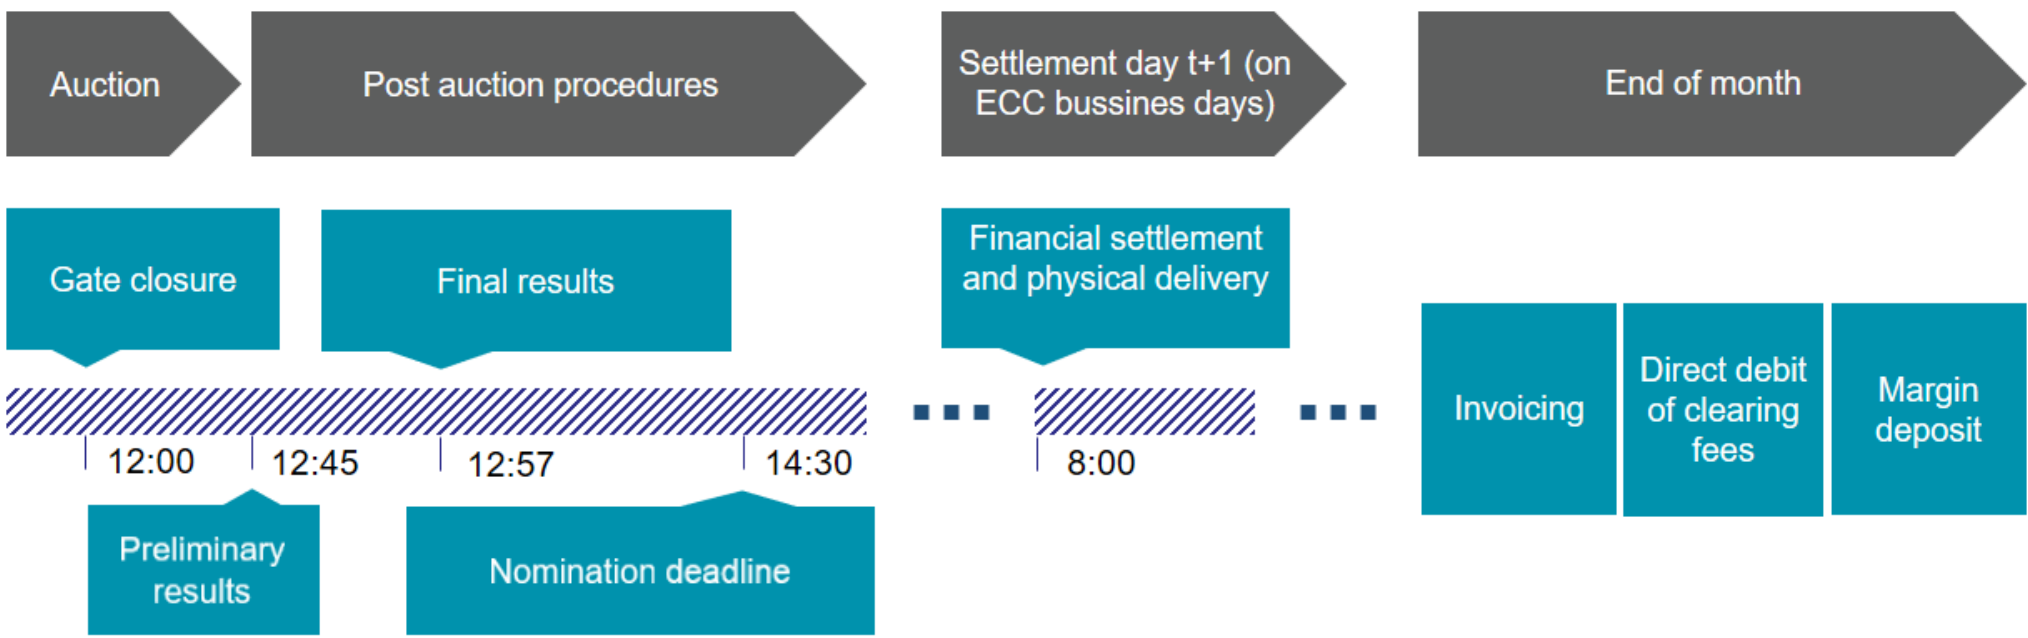 Auction
Post auction procedures
Settlement day t+1 (on
ECC bussines days)
End of month
Gate closure
Final results
Financial settlement
and physical delivery
12:00
12:45
12:57
14:30
8:00
Preliminary
results
Nomination deadline
Invoicing
Direct debit
of clearing
fees
Margin
deposit